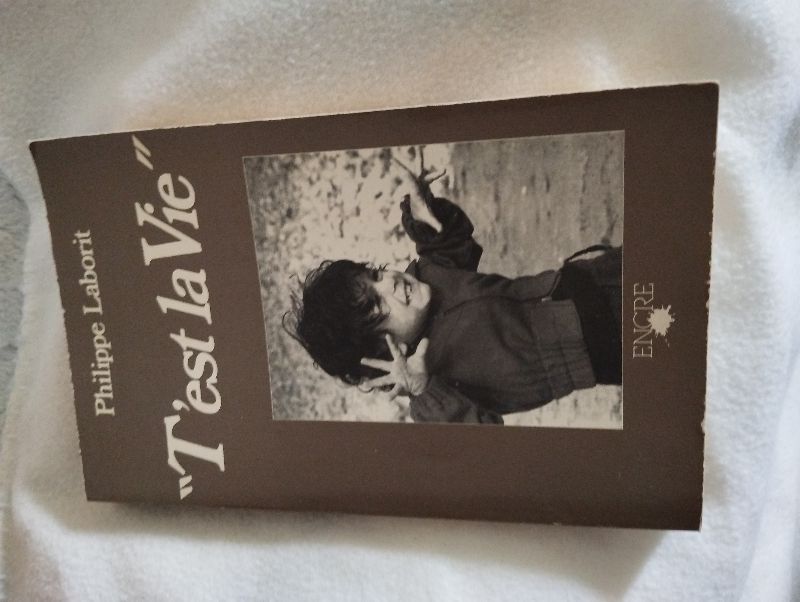 Philippe Laborit
"T'est la Vie"
ENCRE